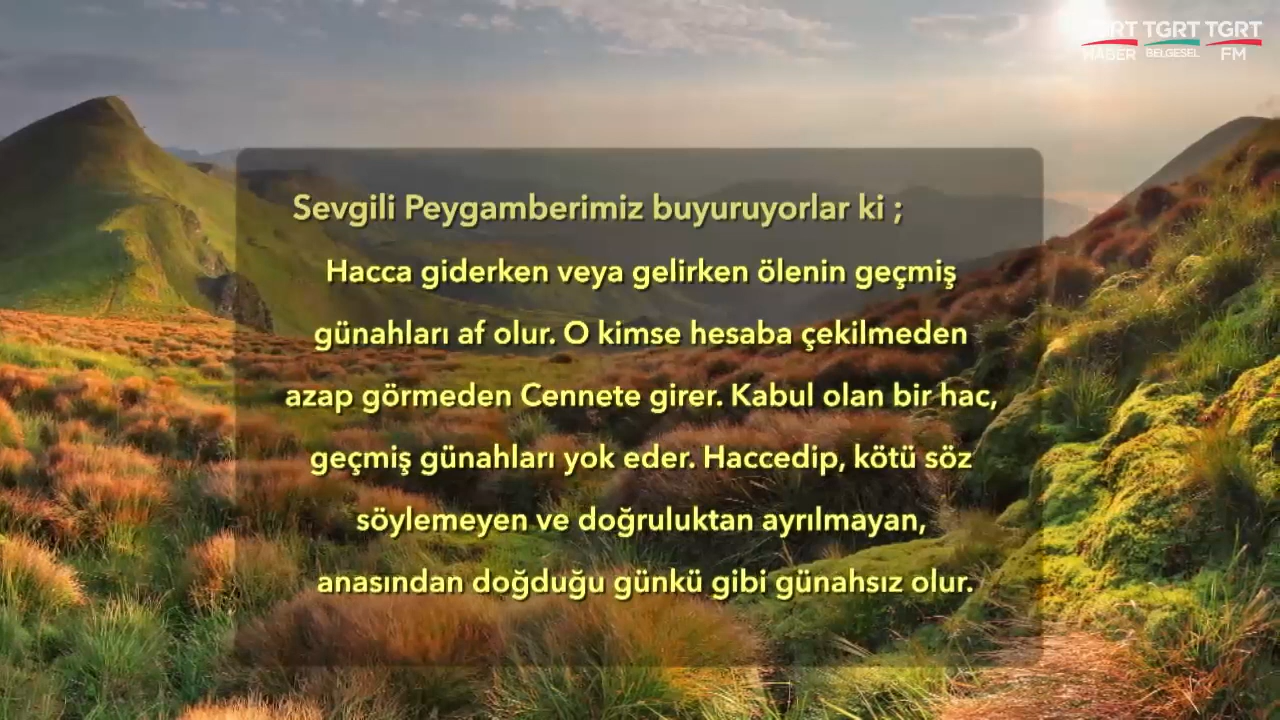 TGRT TGRT TGRT
HABER BELGESEL FM
Sevgili Peygamberimiz buyuruyorlar ki ;
Hacca giderken veya gelirken ölenin geçmiş
günahları af olur. O kimse hesaba çekilmeden
azap görmeden Cennete girer. Kabul olan bir hac,
geçmiş günahları yok eder. Haccedip, kötü söz
söylemeyen ve doğruluktan ayrılmayan,
anasından doğduğu günkü gibi günahsız olur.